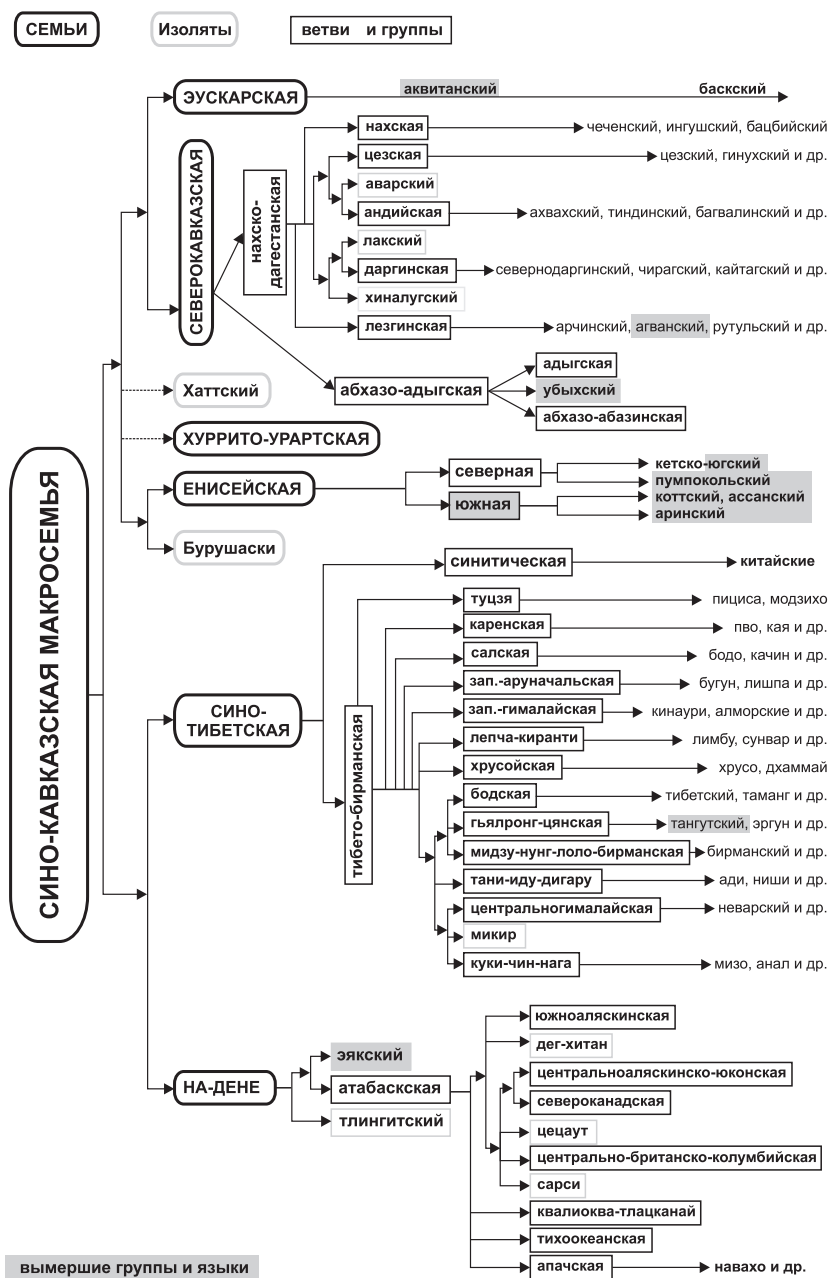 СЕМЬИ
Изоляты
ветви и группы
ЭУСКАРСКАЯ
аквитанский
баскский
СЕВЕРОКАВКАЗСКАЯ
нахско-
дагестанская
нахская
чеченский, ингушский, бацбийский
цезская
цезский, гинухский и др.
аварский
андийская
ахвахский, тиндинский, багвалинский и др.
лакский
даргинская
севернодаргинский, чирагский, кайтагский и др.
хиналугский
лезгинская
арчинский, агванский, рутульский и др.
абхазо-адыгская
адыгская
убыхский
абхазо-абазинская
Хаттский
ХУРРИТО-УРАРТСКАЯ
СИНО-КАВКАЗСКАЯ МАКРОСЕМЬЯ
ЕНИСЕЙСКАЯ
северная
кетско-югский
пумпокольский
южная
коттский, ассанский
аринский
Бурушаски
СИНО-
ТИБЕТСКАЯ
синитическая
китайские
тибето-бирманская
туцзя
пициса, модзихо
каренская
пво, кая и др.
салская
бодо, качин и др.
зап.-аруначальская
бугун, лишпа и др.
зап.-гималайская
кинаури, алморские и др.
лепча-киранти
лимбу, сунвар и др.
хрусойская
хрусо, дхаммай
бодская
тибетский, таманг и др.
гьялронг-цянская
тангутский, эргун и др.
мидзу-нунг-лоло-бирманская
бирманский и др.
тани-иду-дигару
ади, ниши и др.
центральногималайская
неварский и др.
микир
куки-чин-нага
мизо, анал и др.
НА-ДЕНЕ
эякский
атабаскская
тлингитский
южноаляскинская
дег-хитан
центральноаляскинско-юконская
североканадская
цецаут
центрально-британско-колумбийская
сарси
квалиоква-тлацканай
тихоокеанская
апачская
навахо и др.
вымершие группы и языки